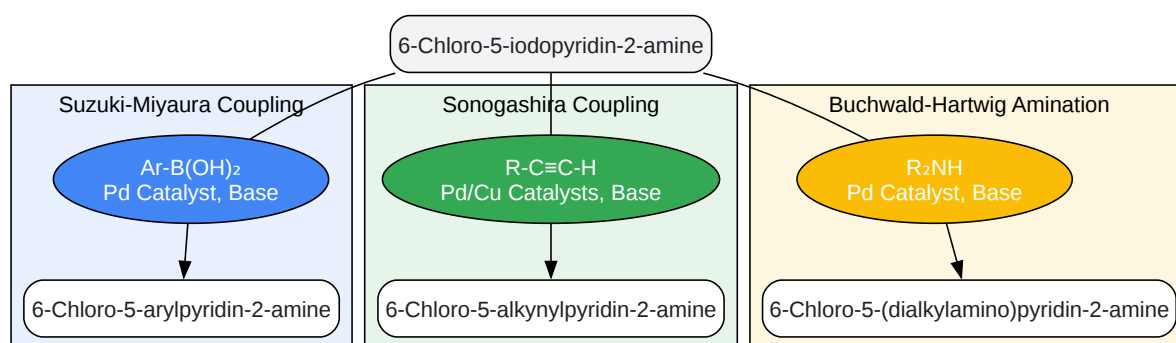 6-Chloro-5-iodopyridin-2-amine
Suzuki-Miyaura Coupling
Sonogashira Coupling
Buchwald-Hartwig Amination
Ar-B(OH)₂
Pd Catalyst, Base
R-C≡C-H
Pd/Cu Catalysts, Base
R₂NH
Pd Catalyst, Base
6-Chloro-5-arylpyridin-2-amine
6-Chloro-5-alkynylpyridin-2-amine
6-Chloro-5-(dialkylamino)pyridin-2-amine